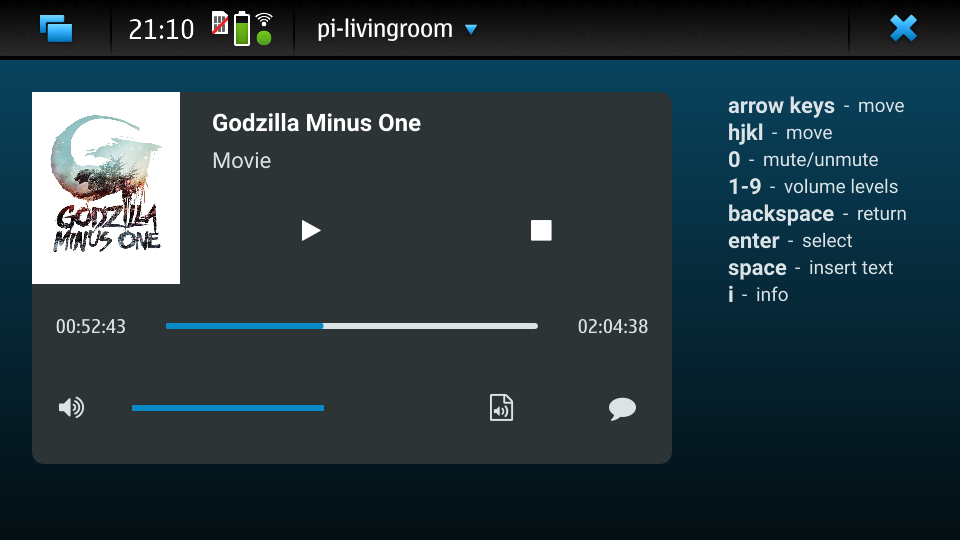 21:10
pi-livingroom
GODZILLA
MINUS ONE
Godzilla Minus One
Movie
00:52:43
02:04:38
arrow keys - move
hjkl - move
0 - mute/unmute
1-9 - volume levels
backspace - return
enter - select
space - insert text
i - info